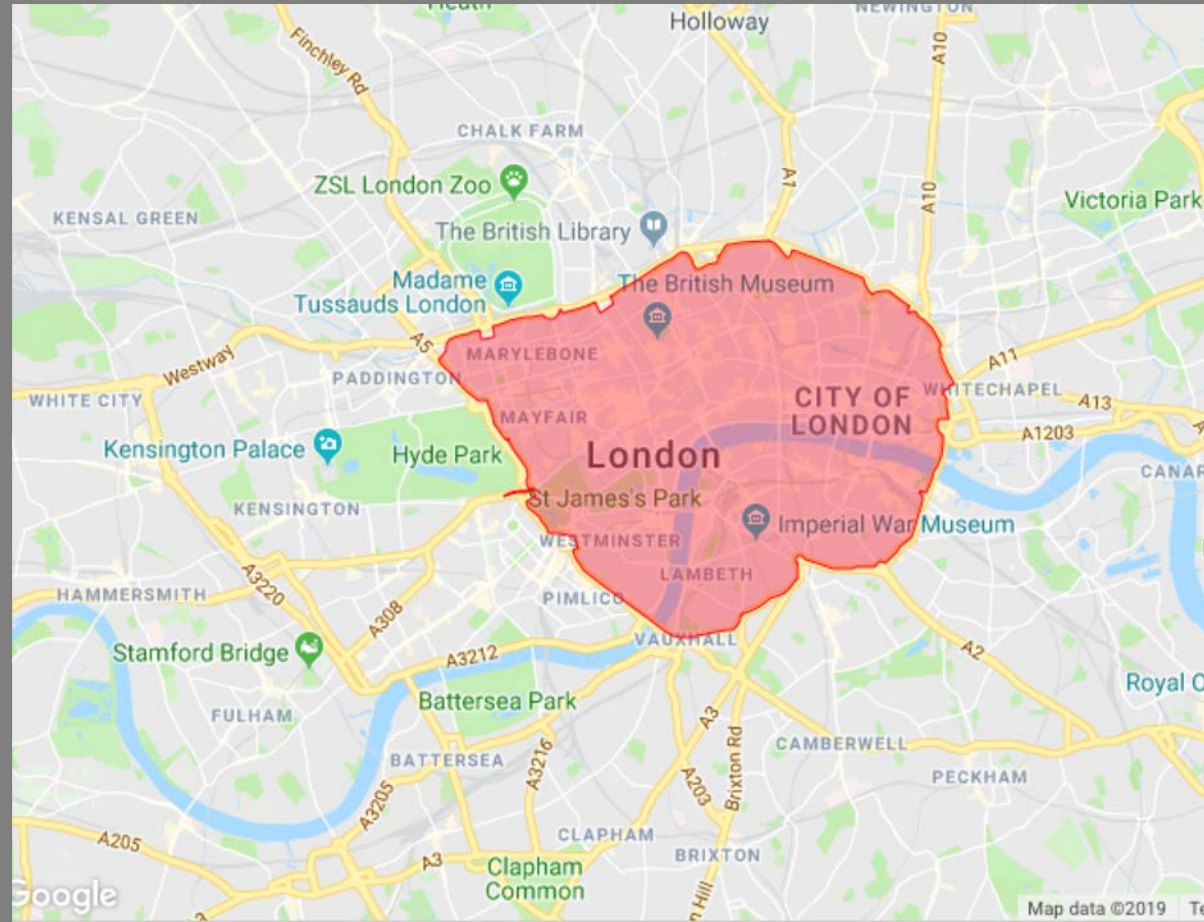 Heath
NEWINGTON
Holloway
Finchley Rd
A10
CHALK FARM
ZSL London Zoo
A1
A10
Victoria Park
KENSAL GREEN
The British Library
Madame
Tussauds London
The British Museum
A5
MARYLEBONE
Westway
PADDINGTON
A11
WHITECHAPEL
WHITE CITY
MAYFAIR
CITY OF
LONDON
A13
A1203
Kensington Palace
Hyde Park
London
CANAR
KENSINGTON
St James's Park
Imperial War Museum
WESTMINSTER
LAMBETH
HAMMERSMITH
A3220
A308
PIMLICO
VAUXHALL
Stamford Bridge
A3212
A2
Battersea Park
Royal O
FULHAM
A3
CAMBERWELL
BATTERSEA
A3216
Brixton Rd
PECKHAM
A3205
A203
A205
CLAPHAM
A3
BRIXTON
Clapham
Common
Google
n Hill
Map data ©2019 Te